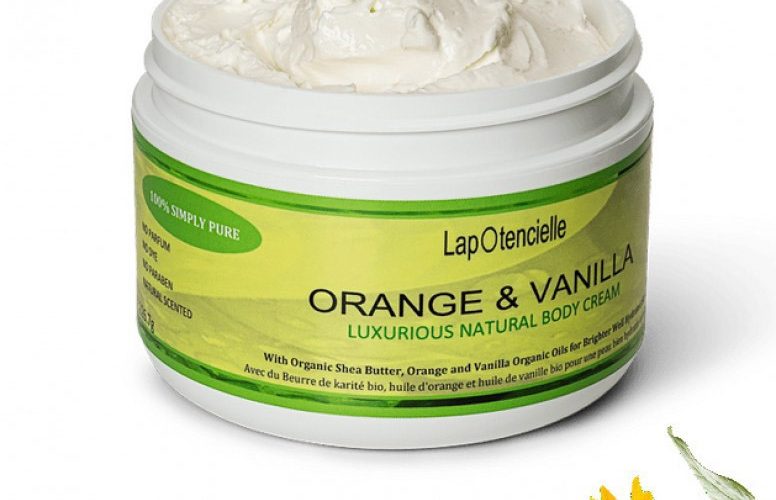 100% SIMPLY PURE
NO PARFUM
NO DYE
NO PARABEN
NATURAL SCENTED
LapOtencielle
ORANGE & VANILLA
LUXURIOUS NATURAL BODY CREAM
With Organic Shea Butter, Orange and Vanilla Organic Oils for Brighter Well
Avec du Beurre de karité bio, huile d'orange et huile de vanille bio pour une peau bien